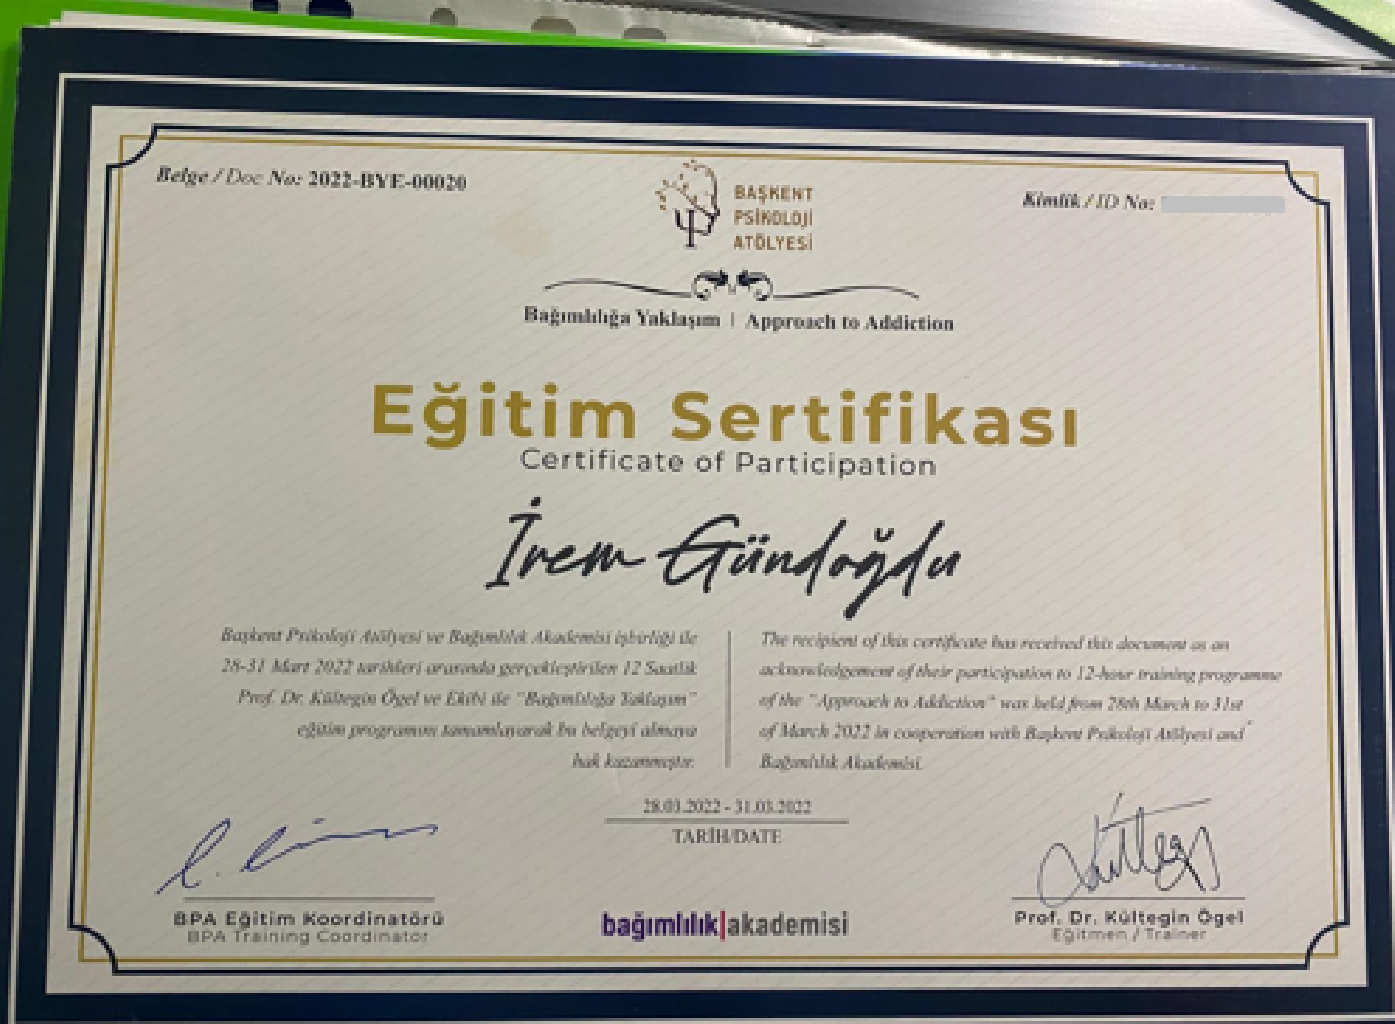 Belge / Doc No: 2022-BYE-00020
BAŞKENT
PSİKOLOJİ
ATÖLYESİ
Kimlik / ID No:
Bağımlılığa Yaklaşım | Approach to Addiction
Eğitim Sertifikası
Certificate of Participation
İrem Gündoğdu
Başkent Psikoloji Atölyesi ve Bağımlılık Akademisi işbirliği ile
28-31 Mart 2022 tarihleri arasında gerçekleştirilen 12 Saatlik
Prof. Dr. Kültegin Ögel ve Ekibi ile "Bağımlılığa Yaklaşım"
eğitim programını tamamlayarak bu belgeyi almaya
hak kazanmıştır.
The recipient of this certificate has received this document as an
acknowledgement of their participation to 12-hour training programme
of the "Approach to Addiction" was held from 28th March to 31st
of March 2022 in cooperation with Başkent Psikoloji Atölyesi and
Bağımlılık Akademisi.
28.03.2022 - 31.03.2022
TARİH/DATE
BPA Eğitim Koordinatörü
BPA Training Coordinator
bağımlılık|akademisi
Prof. Dr. Kültegin Ögel
Eğitmen / Trainer